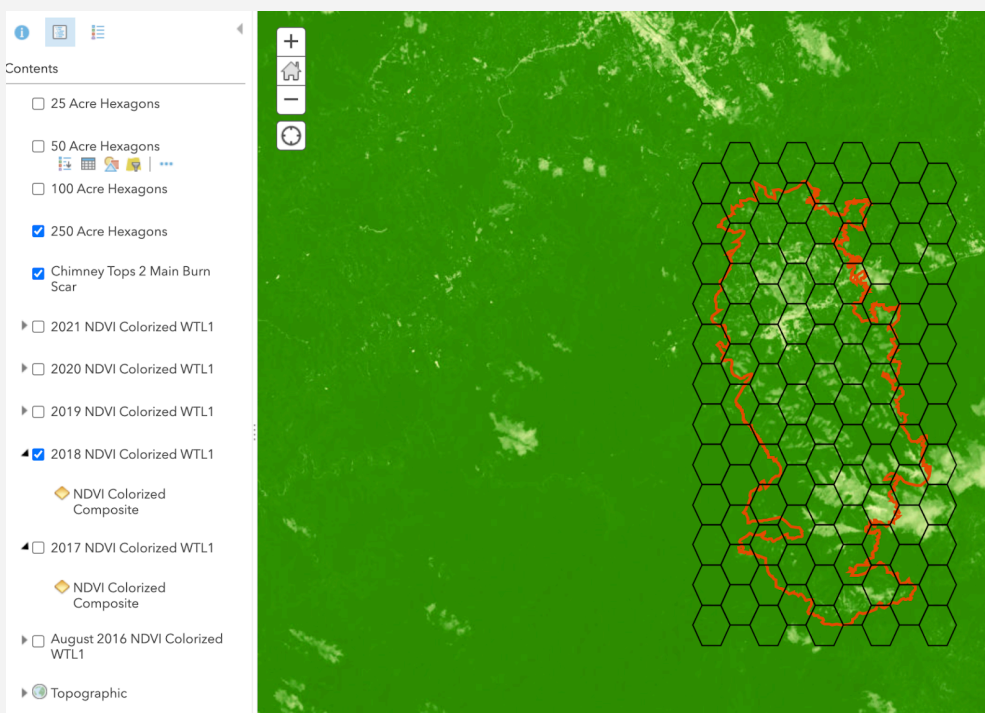 Contents
25 Acre Hexagons
50 Acre Hexagons
100 Acre Hexagons
250 Acre Hexagons
Chimney Tops 2 Main Burn
Scar
2021 NDVI Colorized WTL1
2020 NDVI Colorized WTL1
2019 NDVI Colorized WTL1
2018 NDVI Colorized WTL1
NDVI Colorized
Composite
2017 NDVI Colorized WTL1
NDVI Colorized
Composite
August 2016 NDVI Colorized
WTL1
Topographic